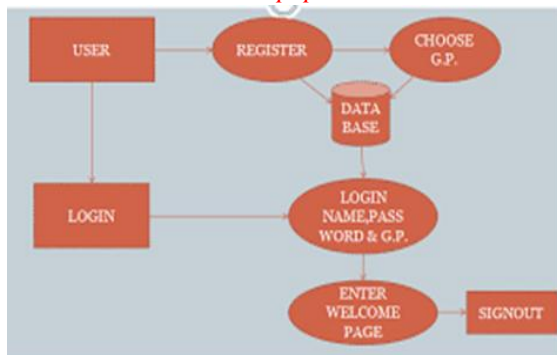 USER
REGISTER
CHOOSE
G.P.
DATA
BASE
LOGIN
LOGIN
NAME,PASS
WORD & G.P.
ENTER
WELCOME
PAGE
SIGNOUT